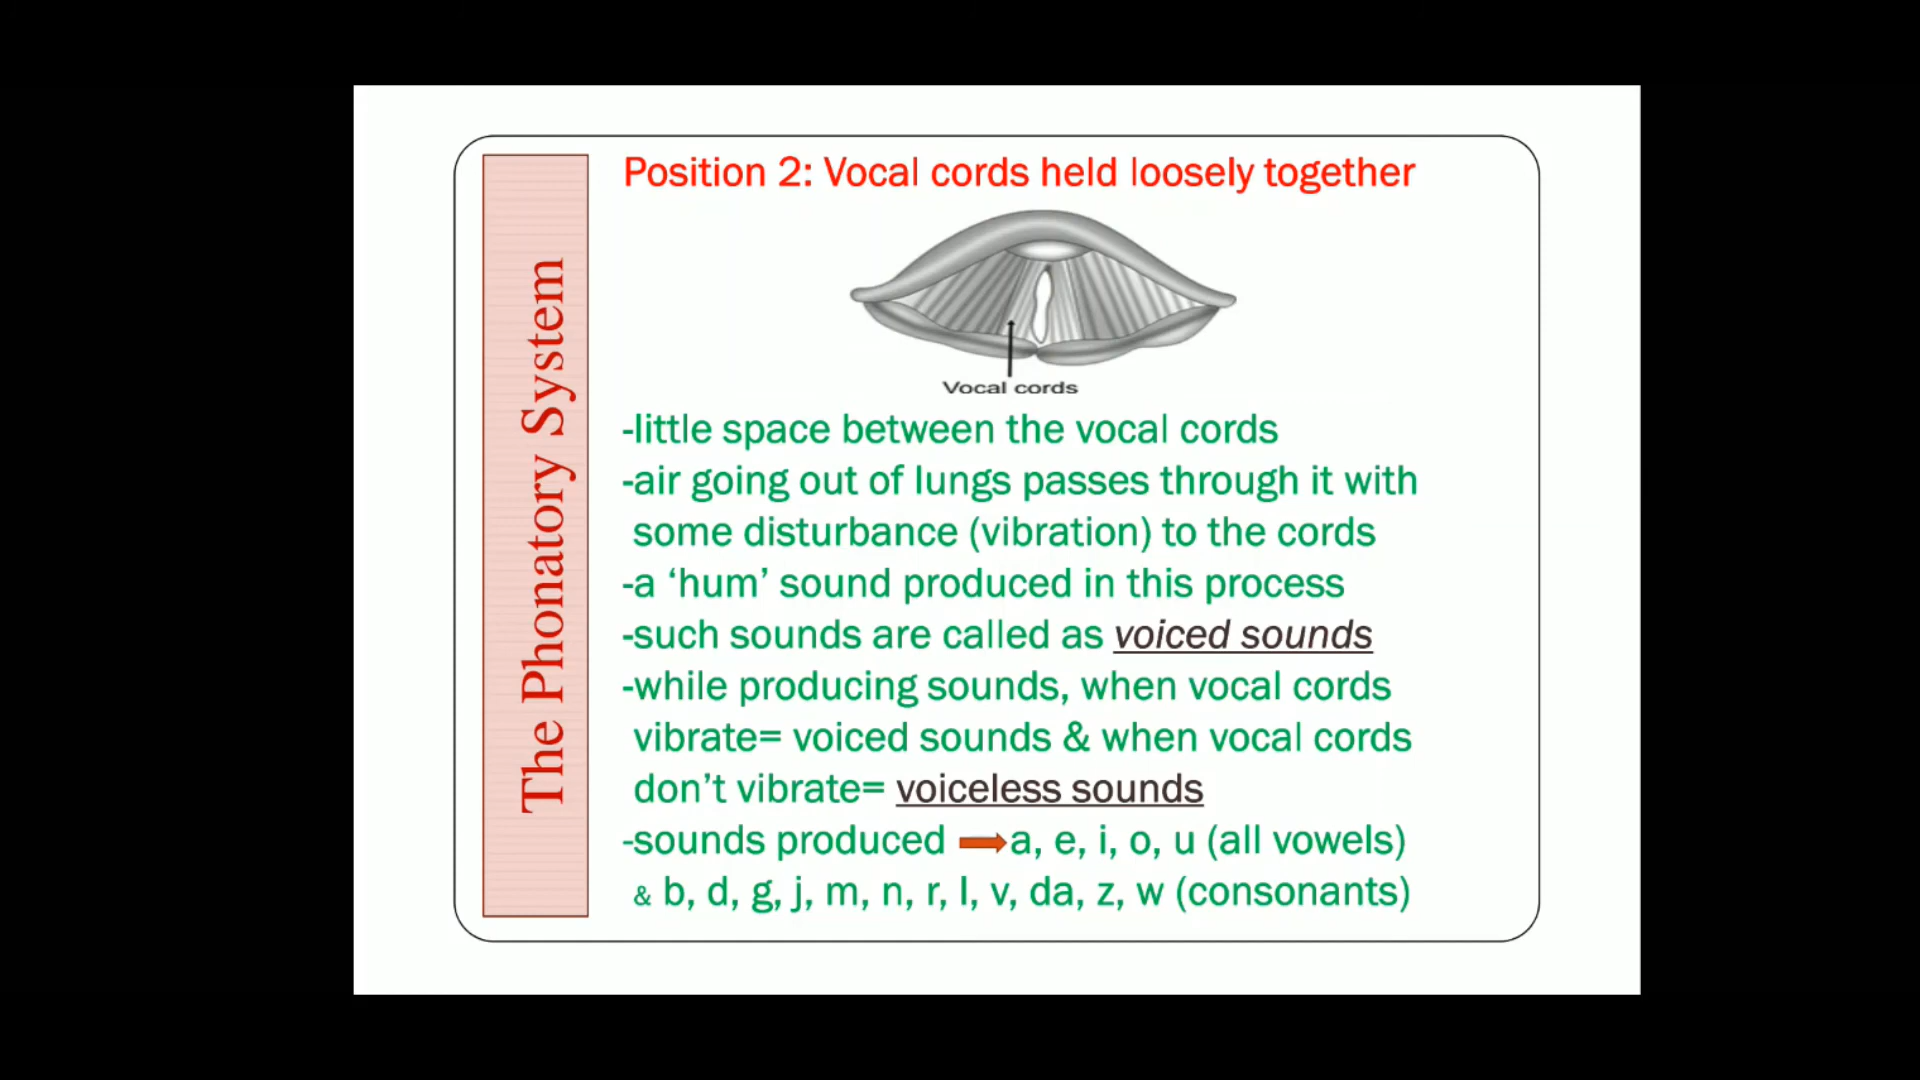 The Phonatory System
Position 2: Vocal cords held loosely together
Vocal cords
-little space between the vocal cords
-air going out of lungs passes through it with
some disturbance (vibration) to the cords
-a ‘hum’ sound produced in this process
-such sounds are called as voiced sounds
-while producing sounds, when vocal cords
vibrate= voiced sounds & when vocal cords
don’t vibrate= voiceless sounds
-sounds produced a, e, i, o, u (all vowels)
& b, d, g, j, m, n, r, l, v, da, z, w (consonants)